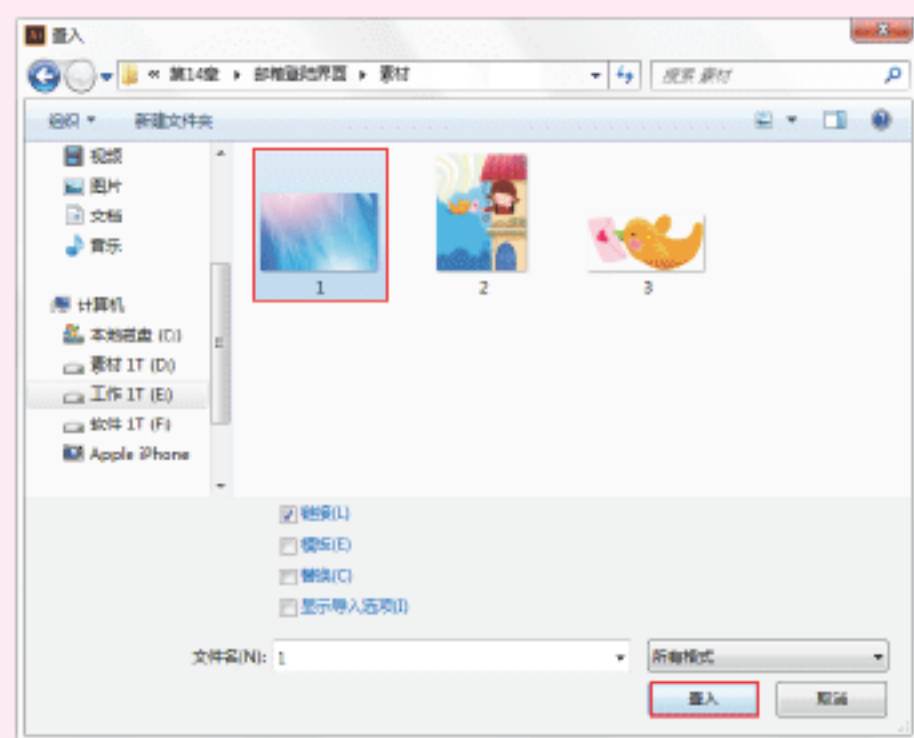 Ai 置入
« 第14章 ▸ 邮箱登陆界面 ▸ 素材
搜索 素材
组织 ▾ 新建文件夹
视频
图片
文档
音乐
计算机
本地磁盘 (C:)
素材 1T (D:)
工作 1T (E:)
软件 1T (F:)
Apple iPhone
1
2
3
链接(L)
模板(E)
替换(C)
显示导入选项(I)
文件名(N): 1
所有格式
置入
取消